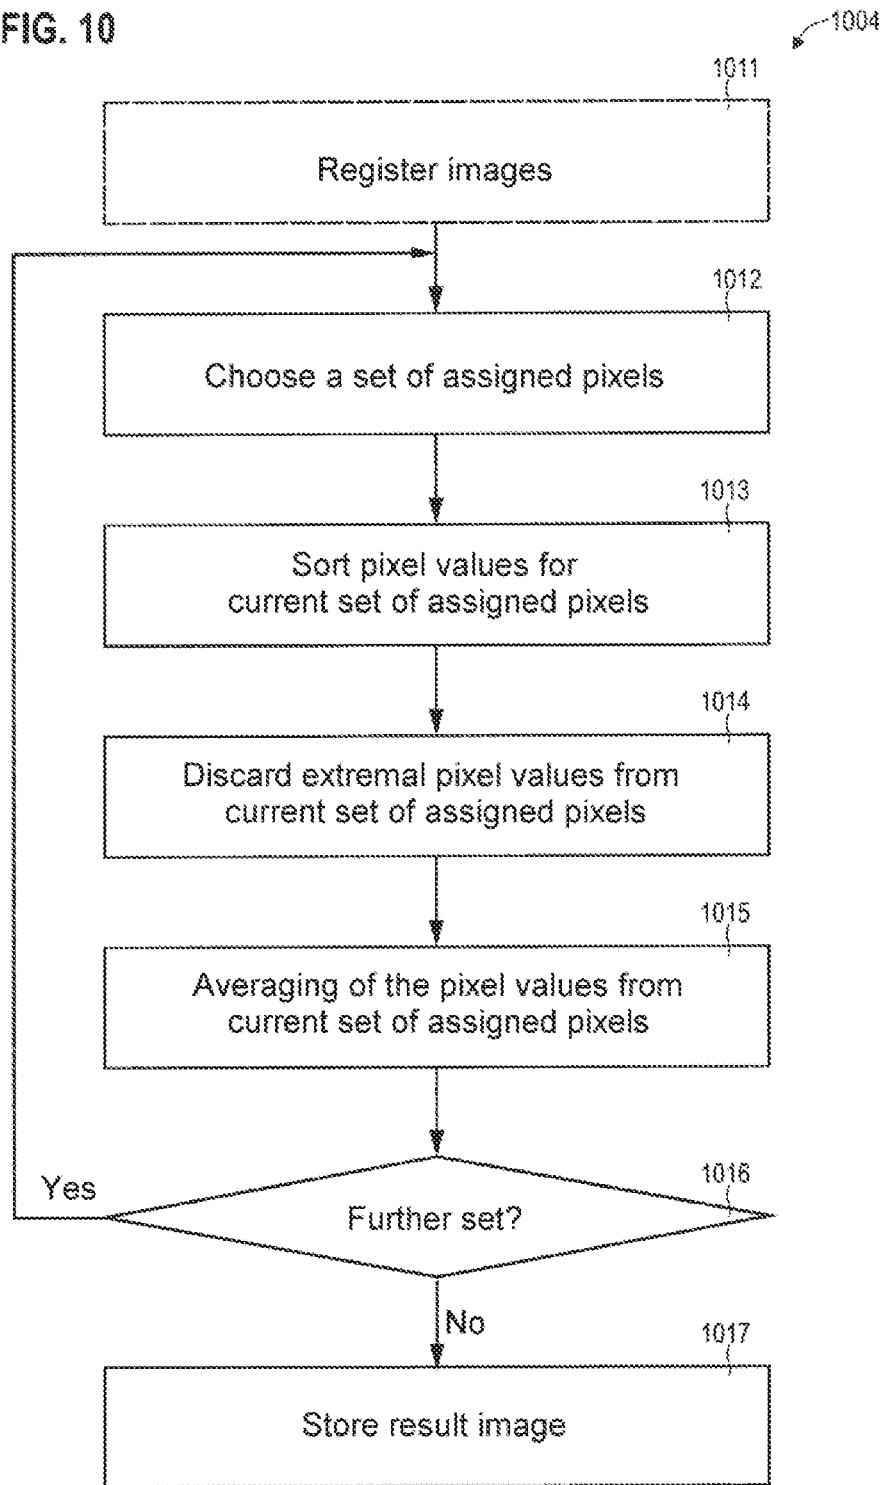 FIG. 10
1004
1011
Register images
1012
Choose a set of assigned pixels
1013
Sort pixel values for
current set of assigned pixels
1014
Discard extremal pixel values from
current set of assigned pixels
1015
Averaging of the pixel values from
current set of assigned pixels
1016
Yes
Further set?
No
1017
Store result image